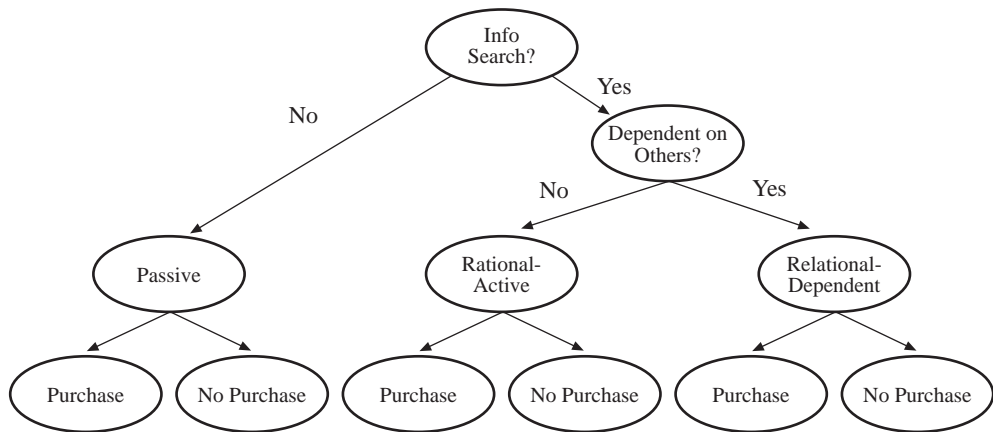 Info
Search?
No
Yes
Dependent on
Others?
No
Yes
Passive
Rational-
Active
Relational-
Dependent
Purchase
No Purchase
Purchase
No Purchase
Purchase
No Purchase